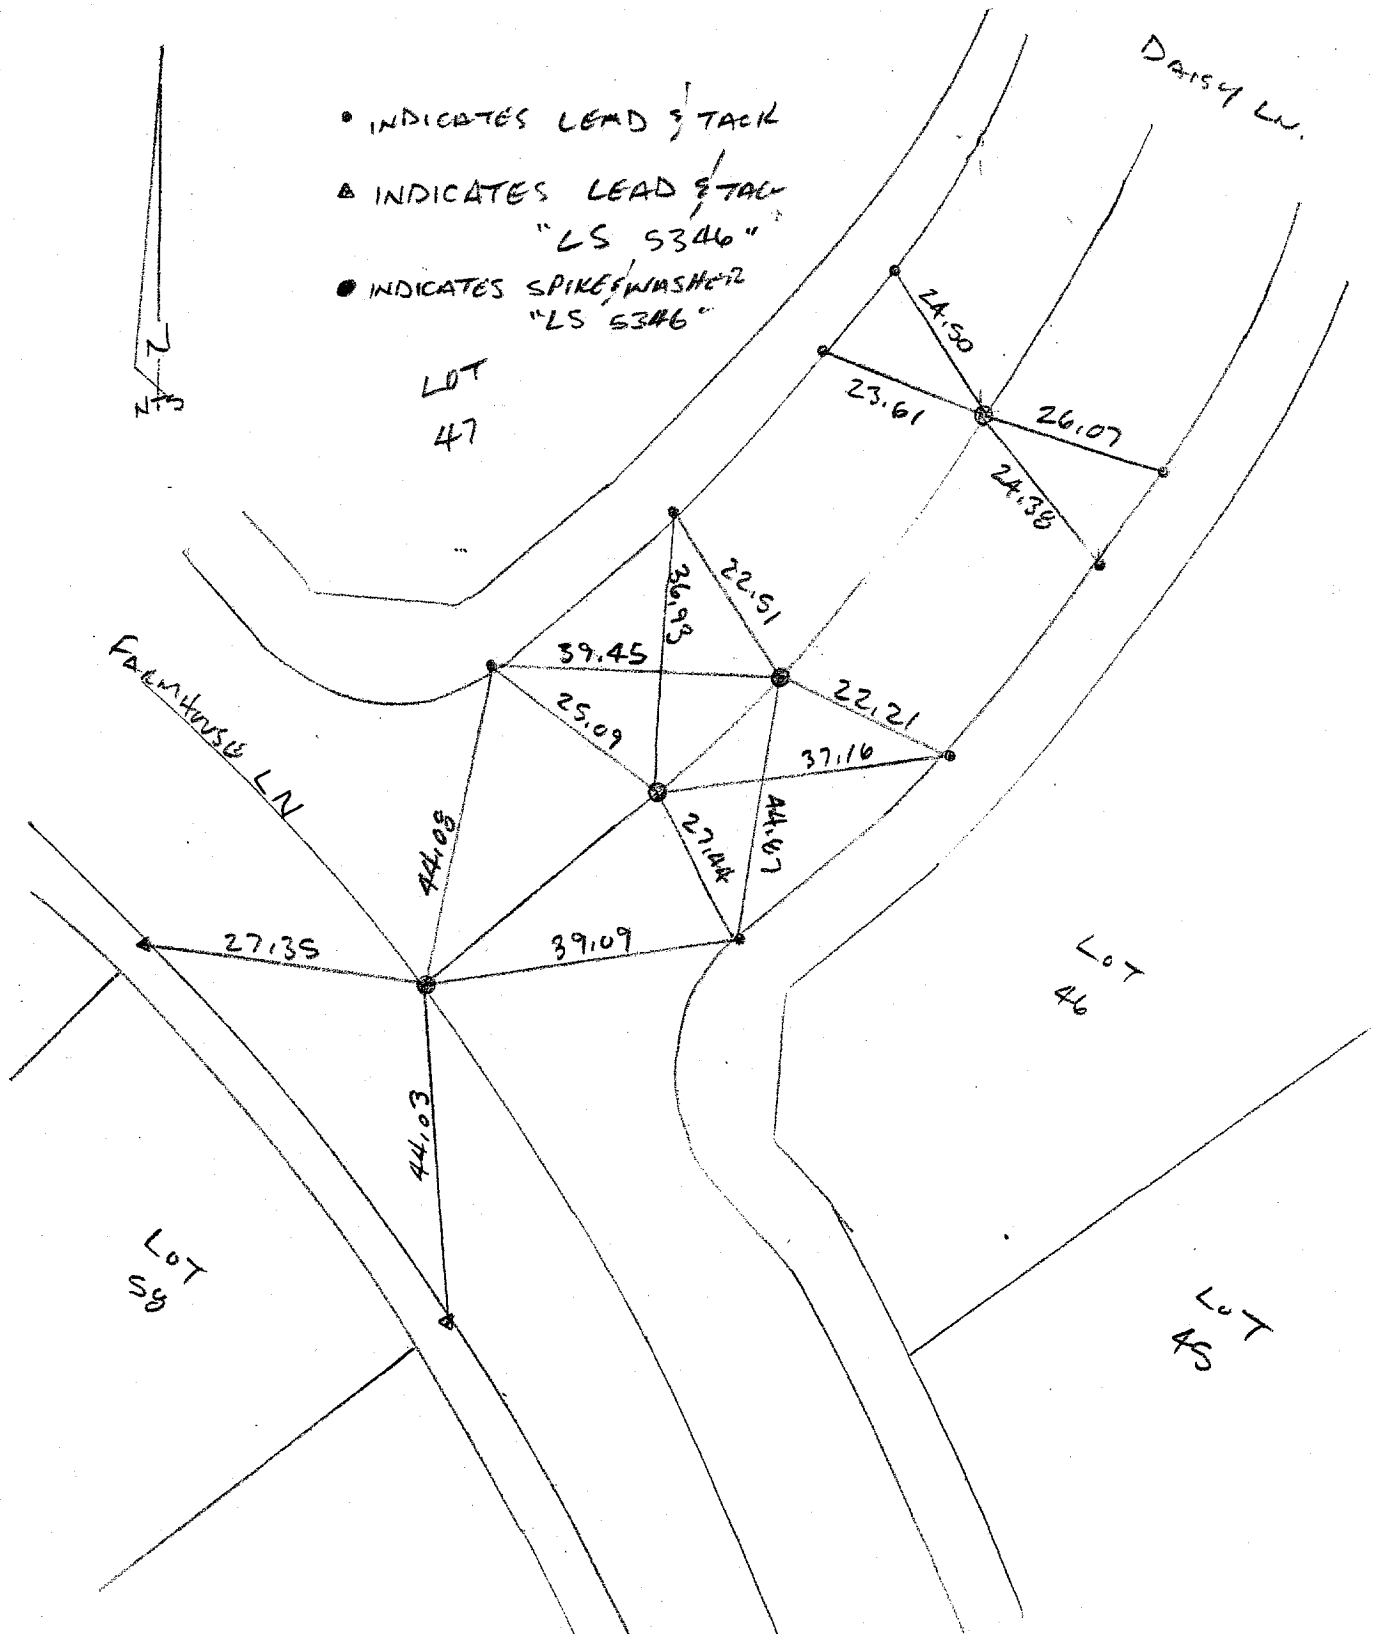 DAISY LN.
• INDICATES LEAD & TACK
▲ INDICATES LEAD & TAG
"LS 5346"
● INDICATES SPIKE & WASHER
"LS 5346"
NTS
LOT
47
24.50
23.61
26.07
24.38
36.93
22.51
39.45
25.09
22.21
37.16
FARMHOUSE LN
44.08
27.44
44.87
27.35
39.09
44.03
LOT
46
LOT
58
LOT
45